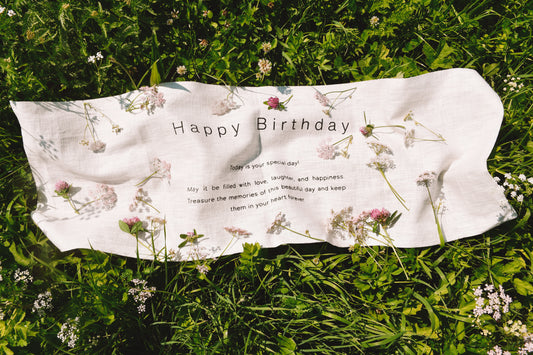 Happy Birthday
Today is your special day!
May it be filled with love, laughter, and happiness.
Treasure the memories of this beautiful day and keep
them in your heart forever.